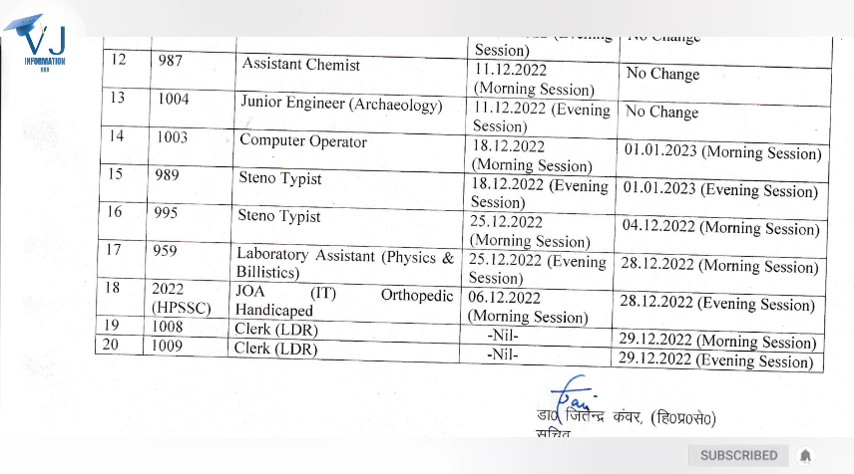 VJ
INFORMATION
Session)
12 987 Assistant Chemist 11.12.2022 (Morning Session) No Change
13 1004 Junior Engineer (Archaeology) 11.12.2022 (Evening Session) No Change
14 1003 Computer Operator 18.12.2022 (Morning Session) 01.01.2023 (Morning Session)
15 989 Steno Typist 18.12.2022 (Evening Session) 01.01.2023 (Evening Session)
16 995 Steno Typist 25.12.2022 (Morning Session) 04.12.2022 (Morning Session)
17 959 Laboratory Assistant (Physics & Billistics) 25.12.2022 (Evening Session) 28.12.2022 (Morning Session)
18 2022 (HPSSC) JOA (IT) Orthopedic Handicaped 06.12.2022 (Morning Session) 28.12.2022 (Evening Session)
19 1008 Clerk (LDR) -Nil- 29.12.2022 (Morning Session)
20 1009 Clerk (LDR) -Nil- 29.12.2022 (Evening Session)
डा0 जितेन्द्र कंवर, (हि0प्र0से0)
सचिव
SUBSCRIBED